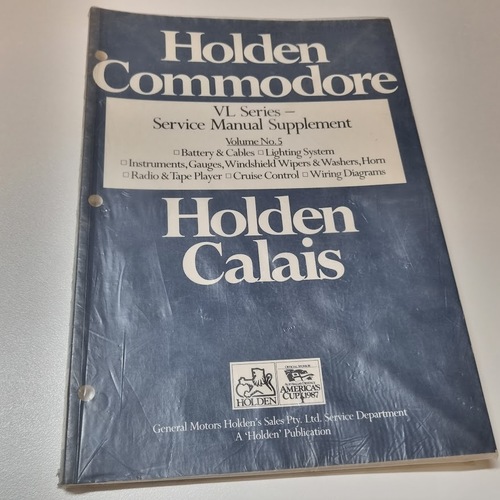 Holden
Commodore
VL Series –
Service Manual Supplement
Volume No. 5
□ Battery & Cables □ Lighting System
□ Instruments, Gauges, Windshield Wipers & Washers, Horn
□ Radio & Tape Player □ Cruise Control □ Wiring Diagrams
Holden
Calais
HOLDEN
AMERICA'S
CUP 1987
General Motors Holden's Sales Pty. Ltd. Service Department
A 'Holden' Publication